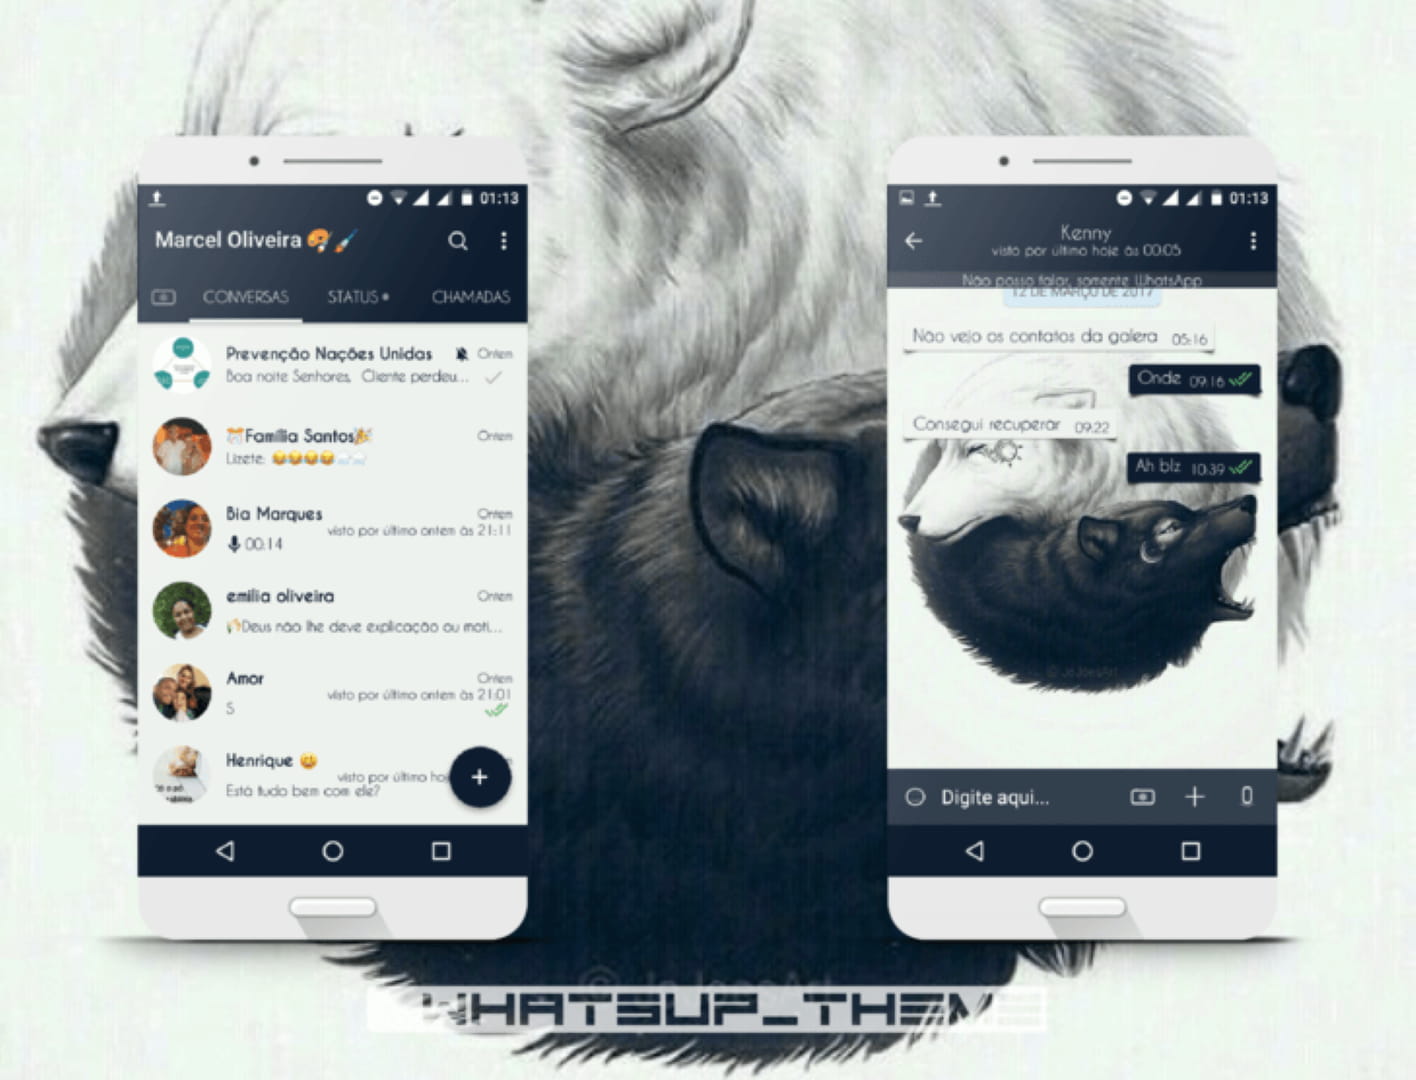 01:13
Marcel Oliveira
CONVERSAS STATUS CHAMADAS
Prevenção Nações Unidas Ontem
Boa noite Senhores, Cliente perdeu...
Família Santos Ontem
Lizete:
Bia Marques Ontem
visto por último ontem às 21:11
00:14
emília oliveira Ontem
Deus não lhe deve explicação ou moti...
Amor Ontem
visto por último ontem às 21:01
S
Henrique
visto por último hoj
Está tudo bem com ele?
01:13
Kenny
visto por último hoje às 00:05
Não posso falar, somente WhatsApp
12 DE MARÇO DE 2017
Não vejo os contatos da galera 05:16
Onde 09:16
Consegui recuperar 09:22
Ah blz 10:39
© JoJoesArt
Digite aqui...
© JoJoesArt
WHATSUP_THEME